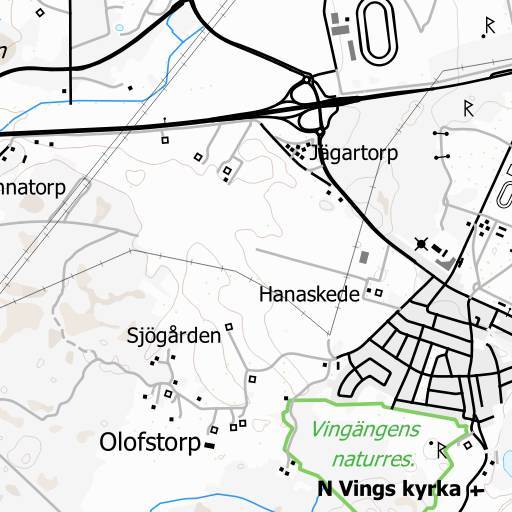 Jägartorp
nnatorp
Hanaskede
Sjögården
Olofstorp
Vingängens
naturres.
N Vings kyrka